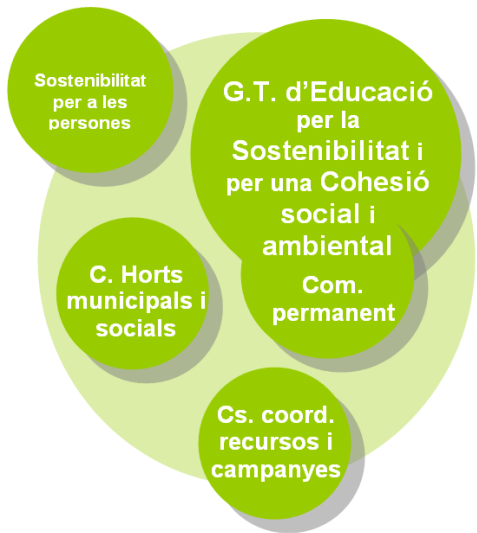 Sostenibilitat
per a les
persones
G.T. d'Educació
per la
Sostenibilitat i
per una Cohesió
social i
ambiental
Com.
permanent
C. Horts
municipals i
socials
Cs. coord.
recursos i
campanyes